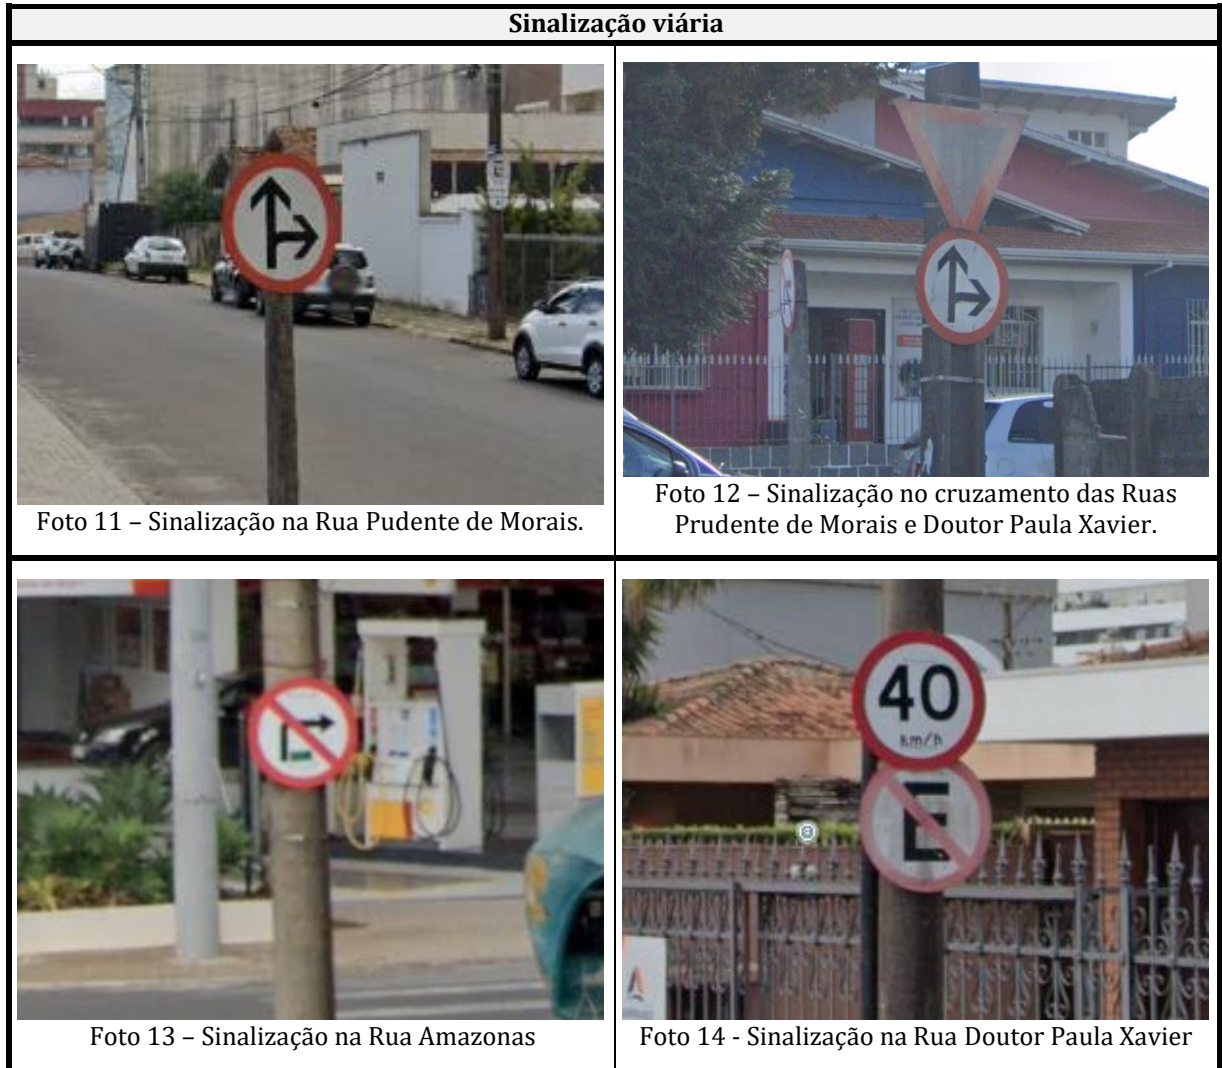 Sinalização viária
Foto 11 – Sinalização na Rua Pudente de Morais.
Foto 12 – Sinalização no cruzamento das Ruas
Prudente de Morais e Doutor Paula Xavier.
E
Foto 13 – Sinalização na Rua Amazonas
40
km/h
E
Foto 14 - Sinalização na Rua Doutor Paula Xavier